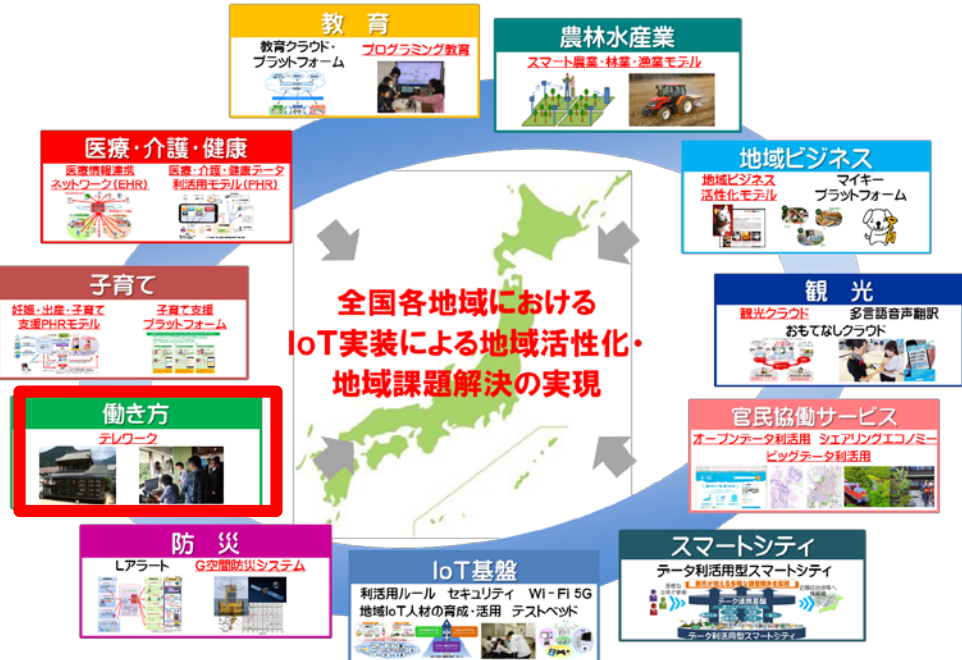 教 育
教育クラウド・
プラットフォーム
プログラミング教育
農林水産業
スマート農業・林業・漁業モデル
医療・介護・健康
医療情報連携
ネットワーク(EHR)
医療・介護・健康データ
利活用モデル(PHR)
地域ビジネス
地域ビジネス
活性化モデル
マイキー
プラットフォーム
子育て
妊娠・出産・子育て
支援PHRモデル
子育て支援
プラットフォーム
全国各地域における
IoT実装による地域活性化・
地域課題解決の実現
観 光
観光クラウド
多言語音声翻訳
おもてなしクラウド
働き方
テレワーク
官民協働サービス
オープンデータ利活用 シェアリングエコノミー
ビッグデータ利活用
防 災
Lアラート
G空間防災システム
IoT基盤
利活用ルール セキュリティ Wi-Fi 5G
地域IoT人材の育成・活用 テストベッド
スマートシティ
データ利活用型スマートシティ
データ連携基盤
データ利活用型スマートシティ